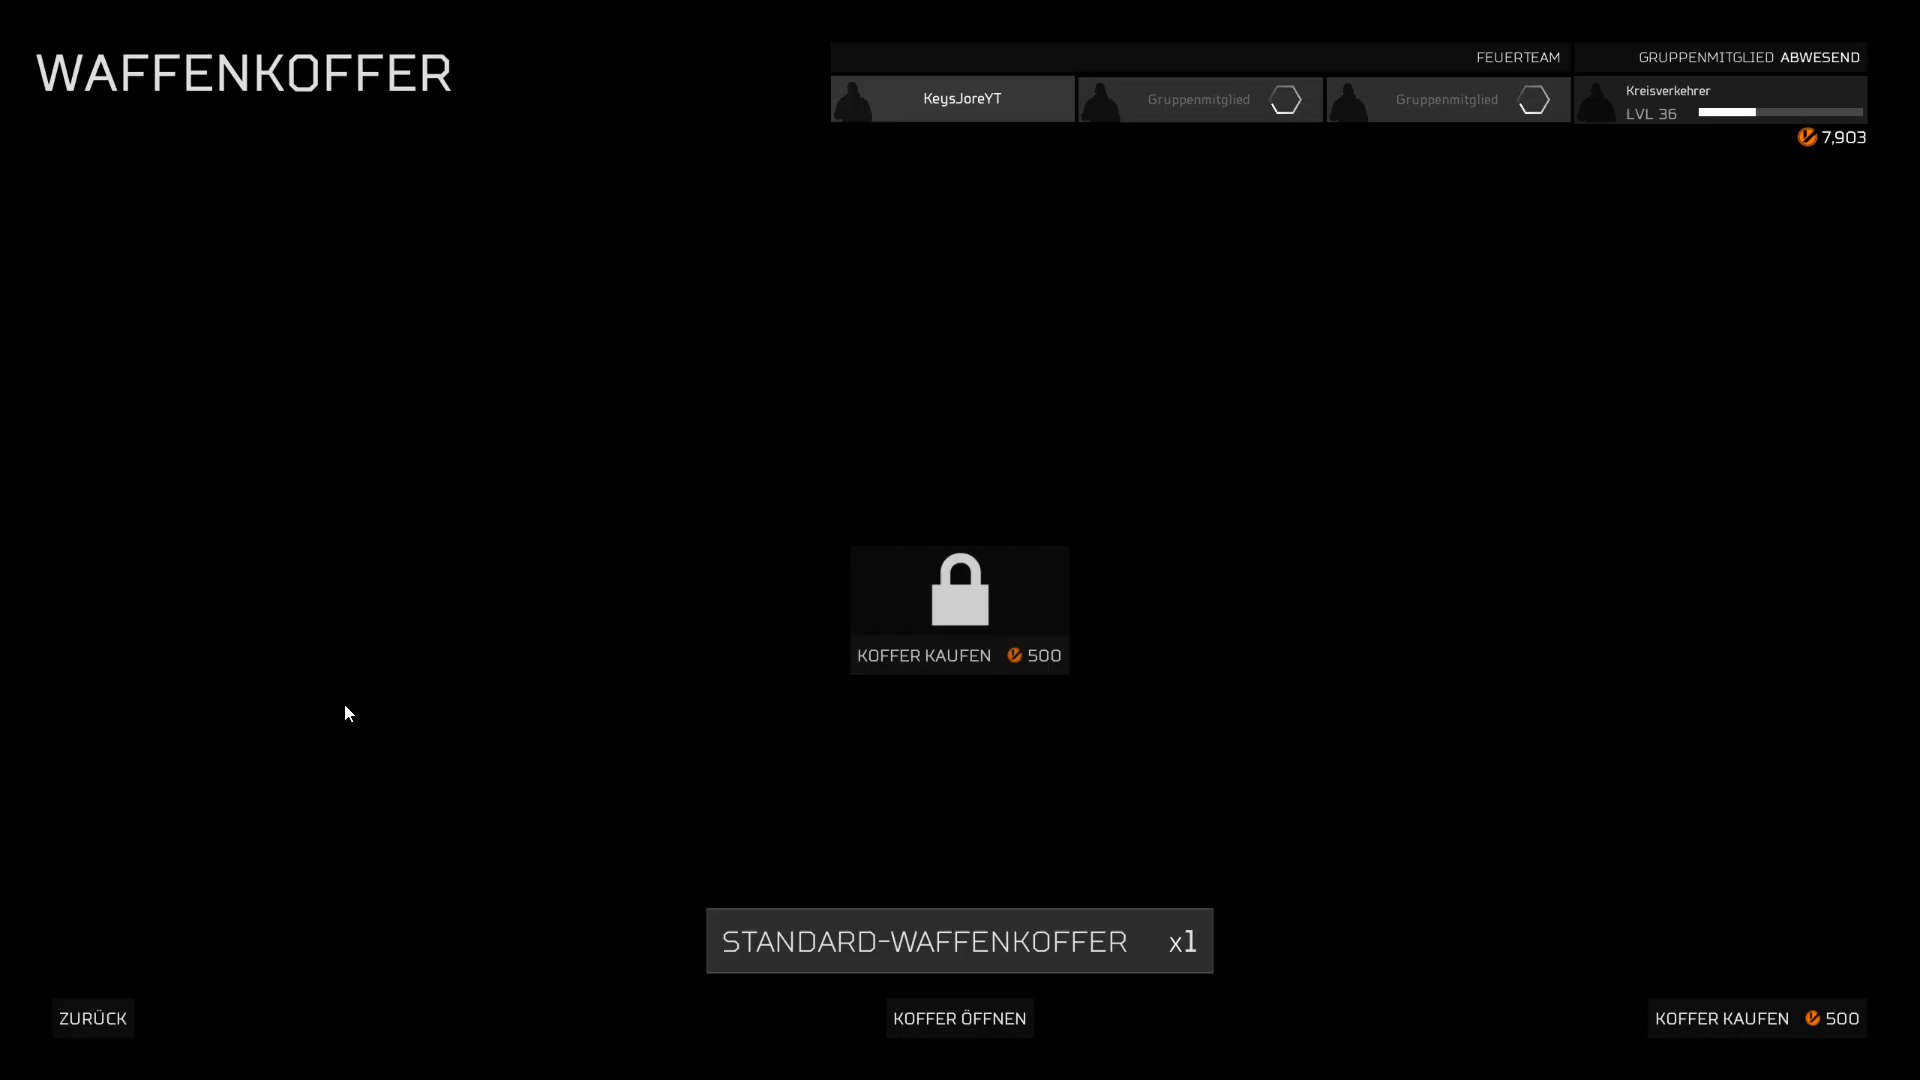 WAFFENKOFFER
FEUERTEAM
GRUPPENMITGLIED ABWESEND
KeysJoreYT
Gruppenmitglied
Gruppenmitglied
Kreisverkehrer
LVL 36
7,903
KOFFER KAUFEN 500
STANDARD-WAFFENKOFFER x1
ZURÜCK
KOFFER ÖFFNEN
KOFFER KAUFEN 500